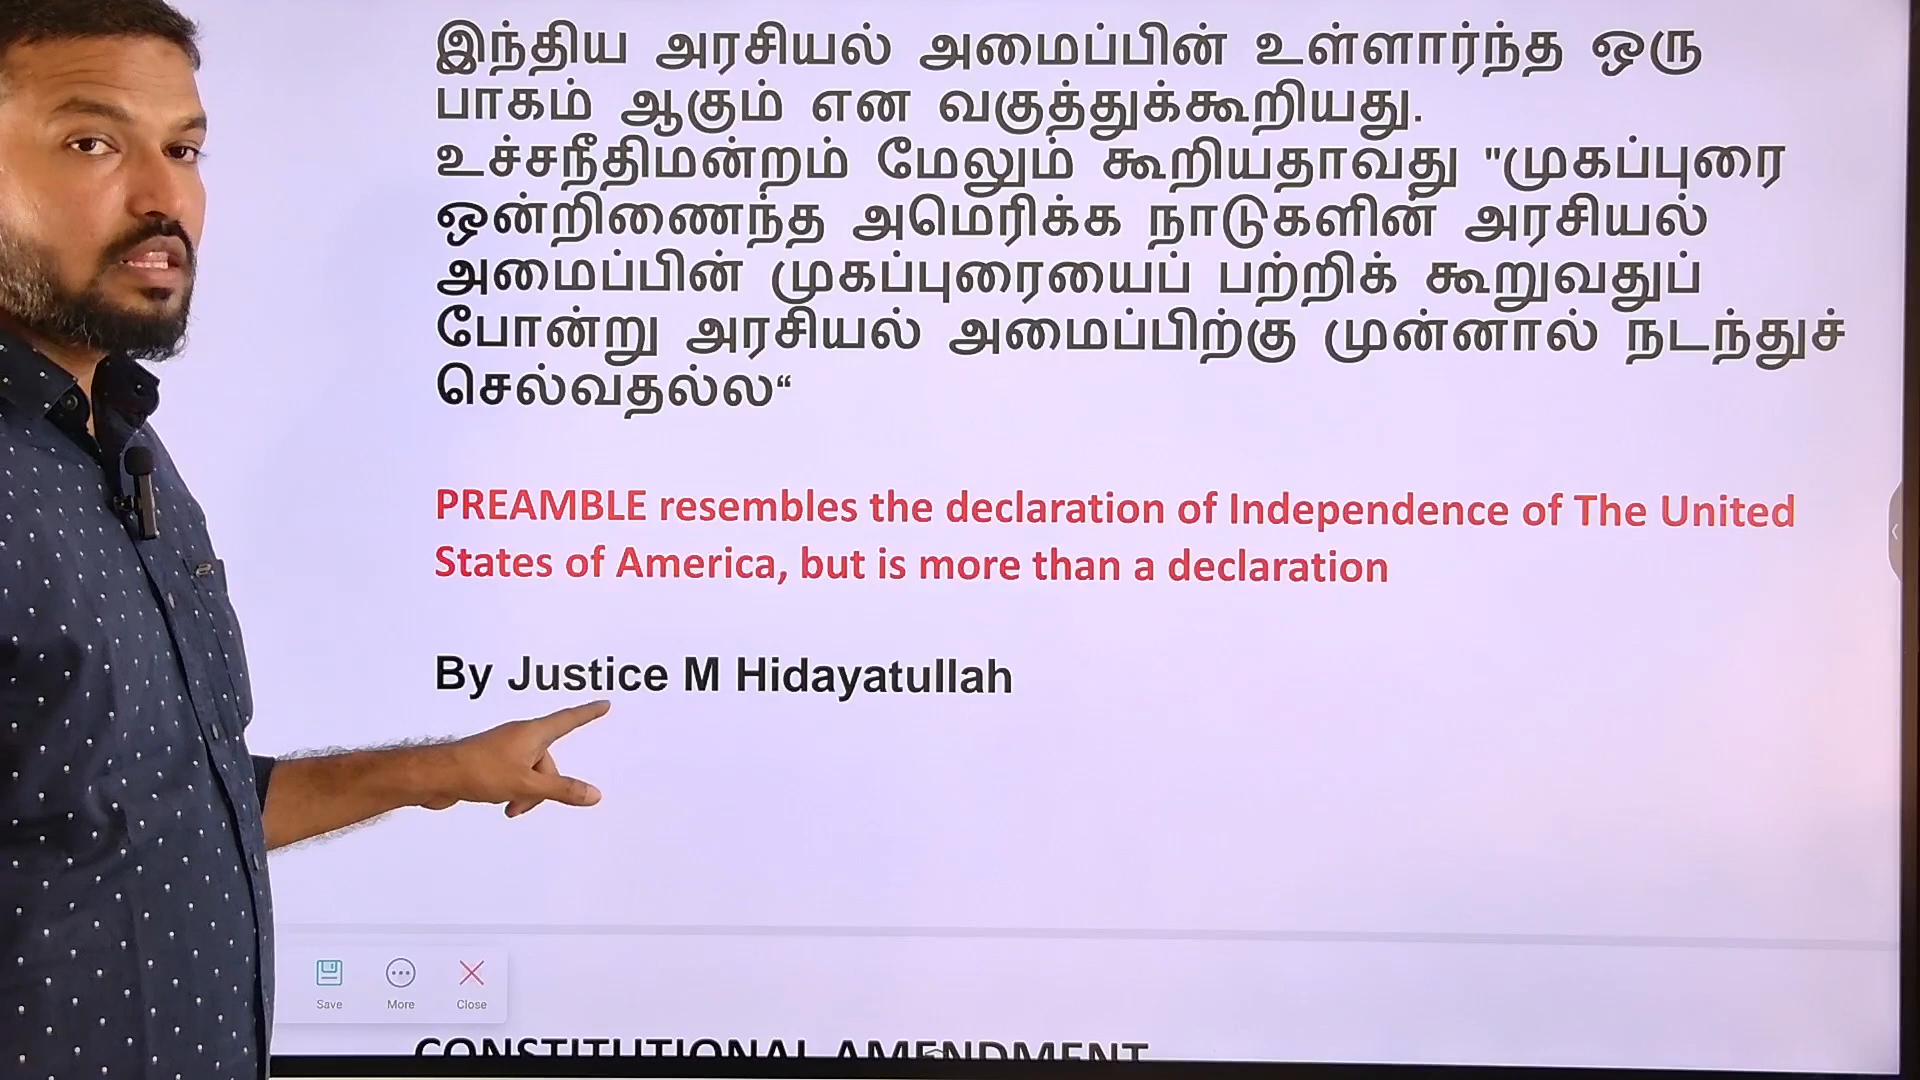 இந்திய அரசியல் அமைப்பின் உள்ளார்ந்த ஒரு
பாகம் ஆகும் என வகுத்துக்கூறியது.
உச்சநீதிமன்றம் மேலும் கூறியதாவது "முகப்புரை
ஒன்றிணைந்த அமெரிக்க நாடுகளின் அரசியல்
அமைப்பின் முகப்புரையைப் பற்றிக் கூறுவதுப்
போன்று அரசியல் அமைப்பிற்கு முன்னால் நடந்துச்
செல்வதல்ல“
PREAMBLE resembles the declaration of Independence of The United
States of America, but is more than a declaration
By Justice M Hidayatullah
Save More Close
CONSTITUTIONAL AMENDMENT